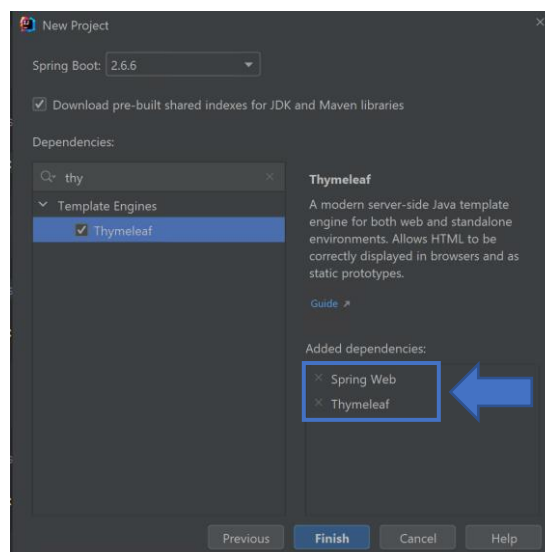 New Project
Spring Boot: 2.6.6
Download pre-built shared indexes for JDK and Maven libraries
Dependencies:
thy
Template Engines
Thymeleaf
Thymeleaf
A modern server-side Java template
engine for both web and standalone
environments. Allows HTML to be
correctly displayed in browsers and as
static prototypes.
Guide
Added dependencies:
Spring Web
Thymeleaf
Previous
Finish
Cancel
Help